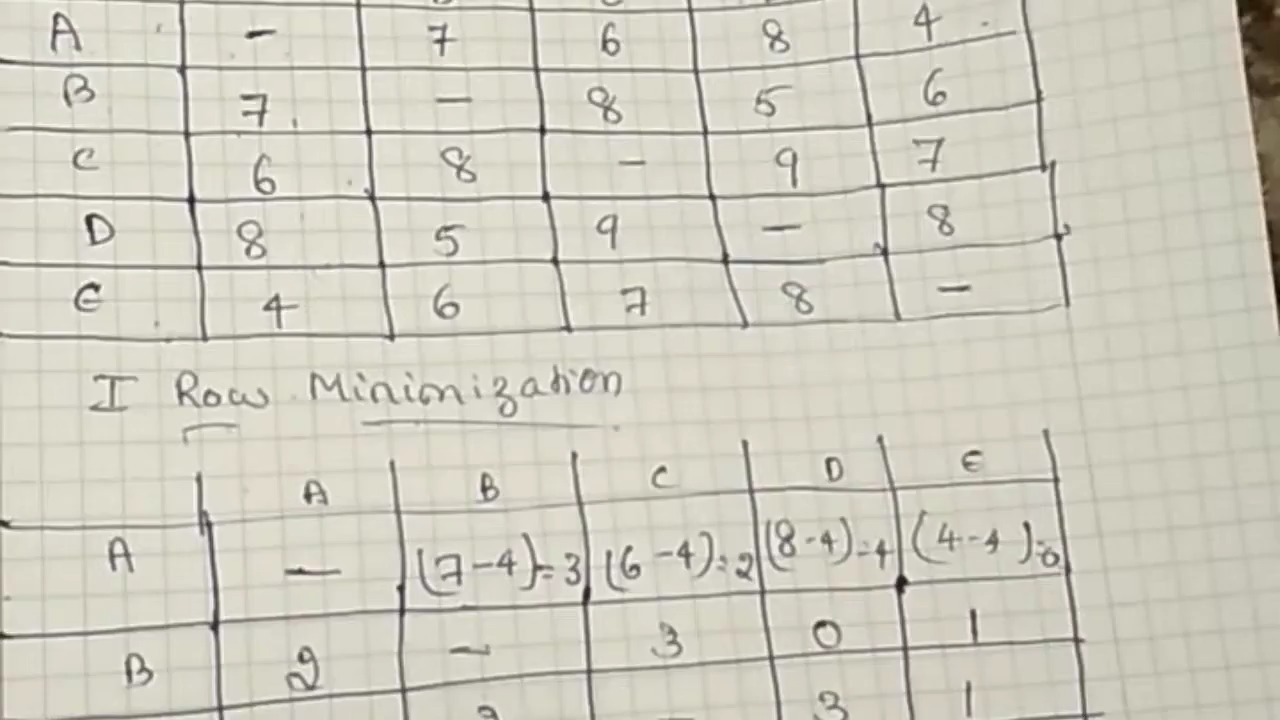 A - 7 6 8 4
B 7 - 8 5 6
C 6 8 - 9 7
D 8 5 9 - 8
E 4 6 7 8 -
I Row Minimization
A B C D E
A - (7-4)=3 (6-4)=2 (8-4)=4 (4-4)=0
B 2 - 3 0 1
3 1